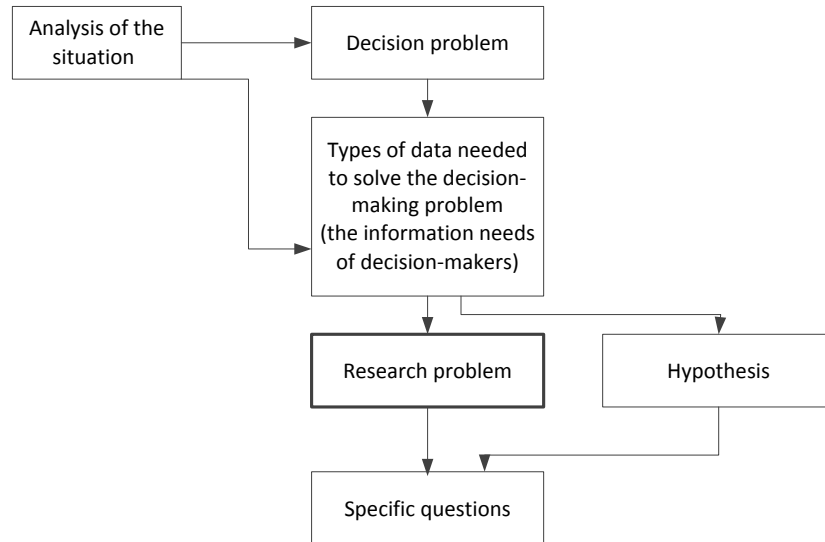 Analysis of the
situation
Decision problem
Types of data needed
to solve the decision-
making problem
(the information needs
of decision-makers)
Research problem
Hypothesis
Specific questions